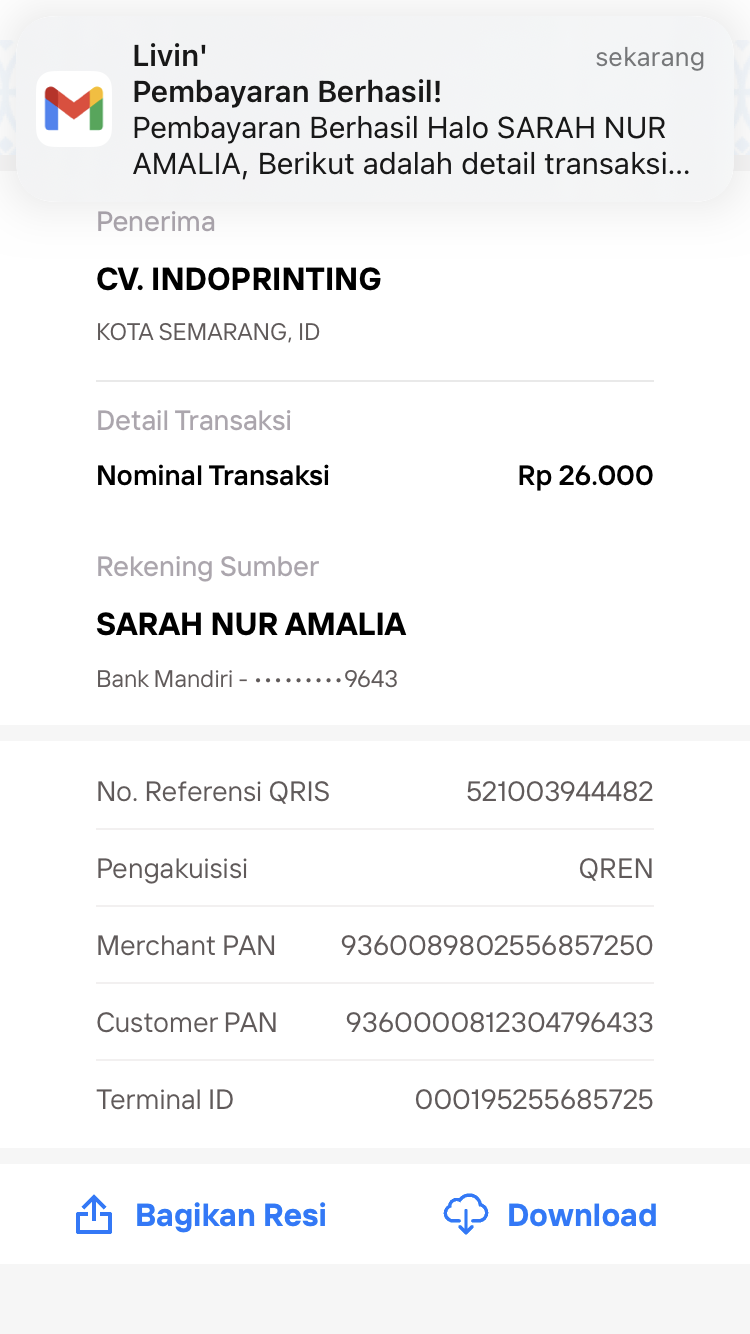 Livin'
sekarang
Pembayaran Berhasil!
Pembayaran Berhasil Halo SARAH NUR
AMALIA, Berikut adalah detail transaksi...
Penerima
CV. INDOPRINTING
KOTA SEMARANG, ID
Detail Transaksi
Nominal Transaksi Rp 26.000
Rekening Sumber
SARAH NUR AMALIA
Bank Mandiri - •••••••••9643
No. Referensi QRIS 521003944482
Pengakuisisi QREN
Merchant PAN 9360089802556857250
Customer PAN 9360000812304796433
Terminal ID 000195255685725
Bagikan Resi Download